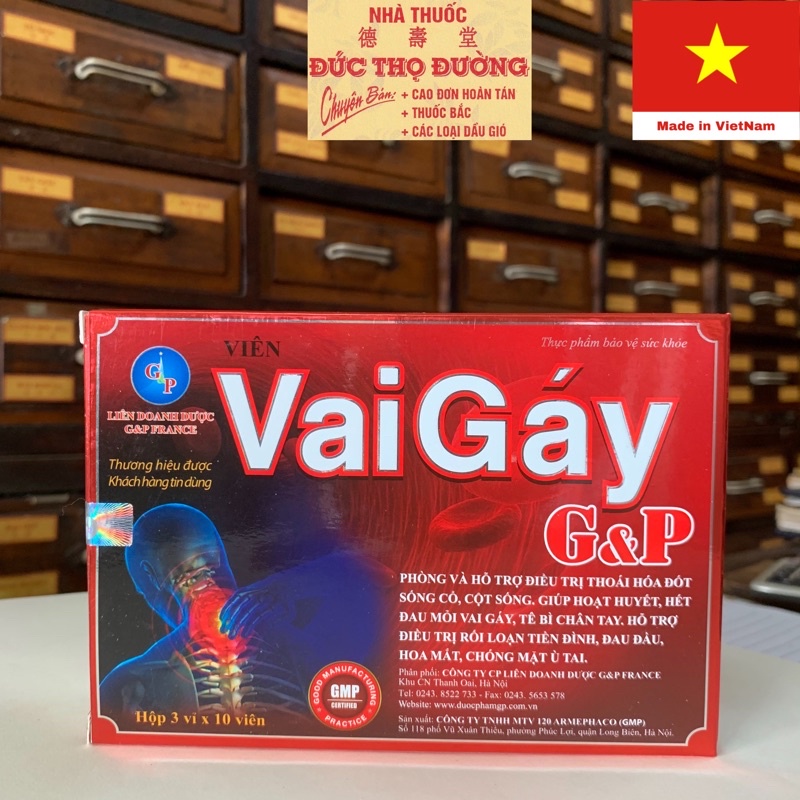 NHÀ THUỐC
德 壽 堂
ĐỨC THỌ ĐƯỜNG
Chuyên Bán: + CAO ĐƠN HOÀN TÁN
+ THUỐC BẮC
+ CÁC LOẠI DẦU GIÓ
Made in VietNam
G&P
LIÊN DOANH DƯỢC
G&P FRANCE
Thương hiệu được
Khách hàng tin dùng
VIÊN
Thực phẩm bảo vệ sức khỏe
Vai Gáy
G&P
PHÒNG VÀ HỖ TRỢ ĐIỀU TRỊ THOÁI HÓA ĐỐT
SỐNG CỔ, CỘT SỐNG. GIÚP HOẠT HUYẾT, HẾT
ĐAU MỎI VAI GÁY, TÊ BÌ CHÂN TAY. HỖ TRỢ
ĐIỀU TRỊ RỐI LOẠN TIỀN ĐÌNH, ĐAU ĐẦU,
HOA MẮT, CHÓNG MẶT Ù TAI.
Phân phối: CÔNG TY CP LIÊN DOANH DƯỢC G&P FRANCE
Khu CN Thanh Oai, Hà Nội
Tel: 0243. 8522 733 - Fax: 0243. 5653 578
Website: www.duocphamgp.com.vn
Sản xuất: CÔNG TY TNHH MTV 120 ARMEPHACO (GMP)
Số 118 phố Vũ Xuân Thiều, phường Phúc Lợi, quận Long Biên, Hà Nội.
GOOD MANUFACTURING
GMP
CERTIFIED
PRACTICE
Hộp 3 vỉ x 10 viên